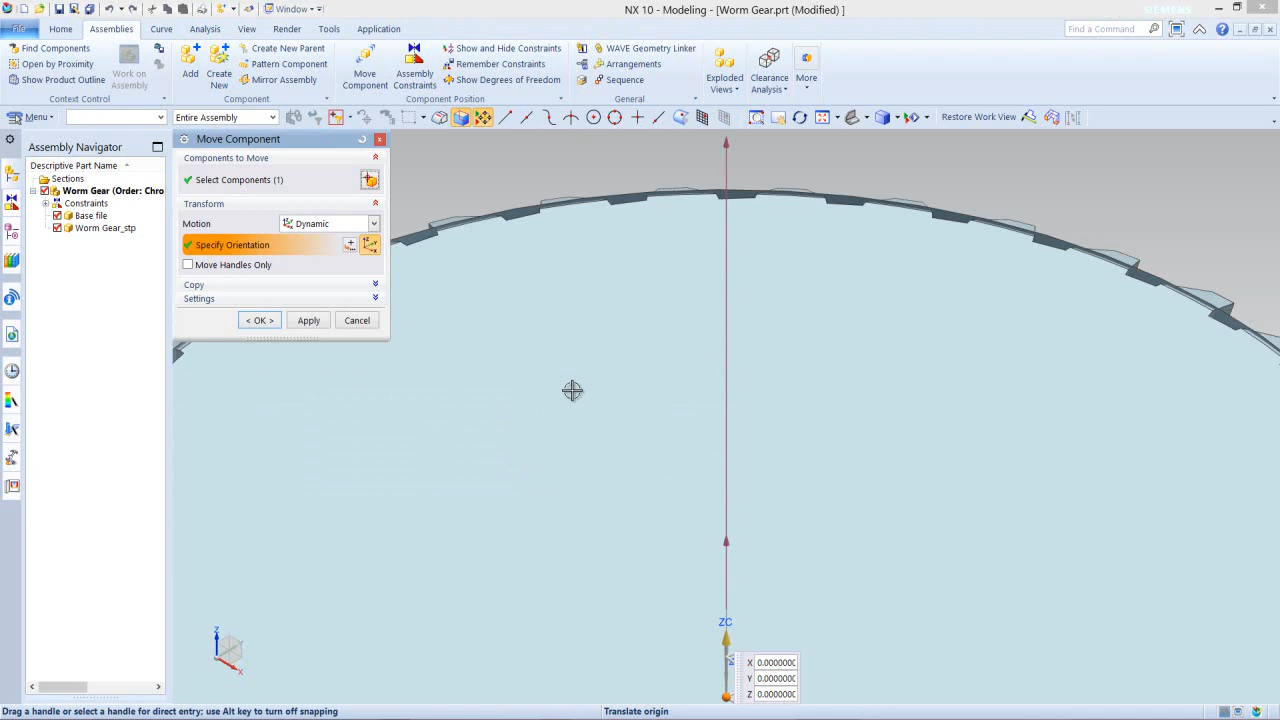 NX 10 - Modeling - [Worm Gear.prt (Modified) ]
SIEMENS
Window
File
Home
Assemblies
Curve
Analysis
View
Render
Tools
Application
Find a Command
Find Components
Open by Proximity
Show Product Outline
Work on
Assembly
Context Control
Add
Create
New
Create New Parent
Pattern Component
Mirror Assembly
Component
Move
Component
Assembly
Constraints
Show and Hide Constraints
Remember Constraints
Show Degrees of Freedom
Component Position
WAVE Geometry Linker
Arrangements
Sequence
General
Exploded
Views
Clearance
Analysis
More
Menu
Entire Assembly
Restore Work View
Assembly Navigator
Descriptive Part Name
Sections
Worm Gear (Order: Chro
Constraints
Base file
Worm Gear_stp
Move Component
Components to Move
Select Components (1)
Transform
Motion
Dynamic
Specify Orientation
Move Handles Only
Copy
Settings
< OK >
Apply
Cancel
ZC
X 0.000000C
Y 0.000000C
Z 0.000000C
Z
X
Drag a handle or select a handle for direct entry; use Alt key to turn off snapping
Translate origin